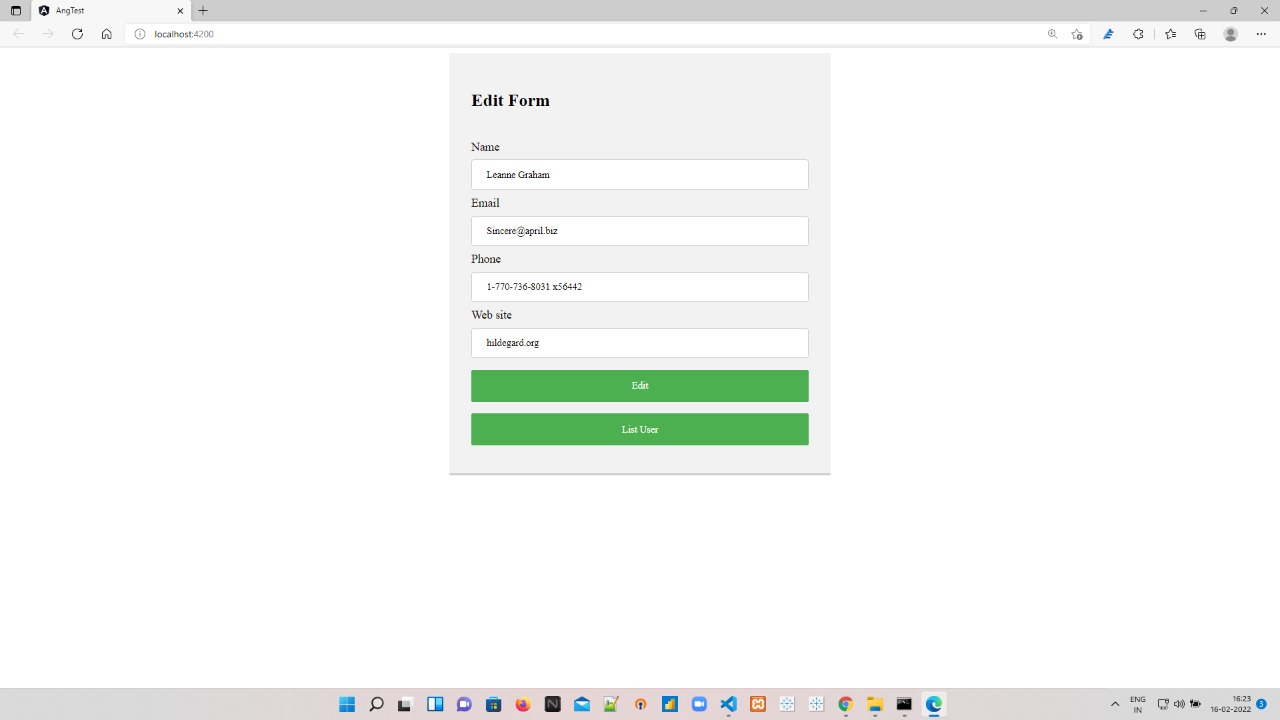 AngTest
localhost:4200
Edit Form
Name
Leanne Graham
Email
Sincere@april.biz
Phone
1-770-736-8031 x56442
Web site
hildegard.org
Edit
List User
ENG
IN
16:23
16-02-2022
3